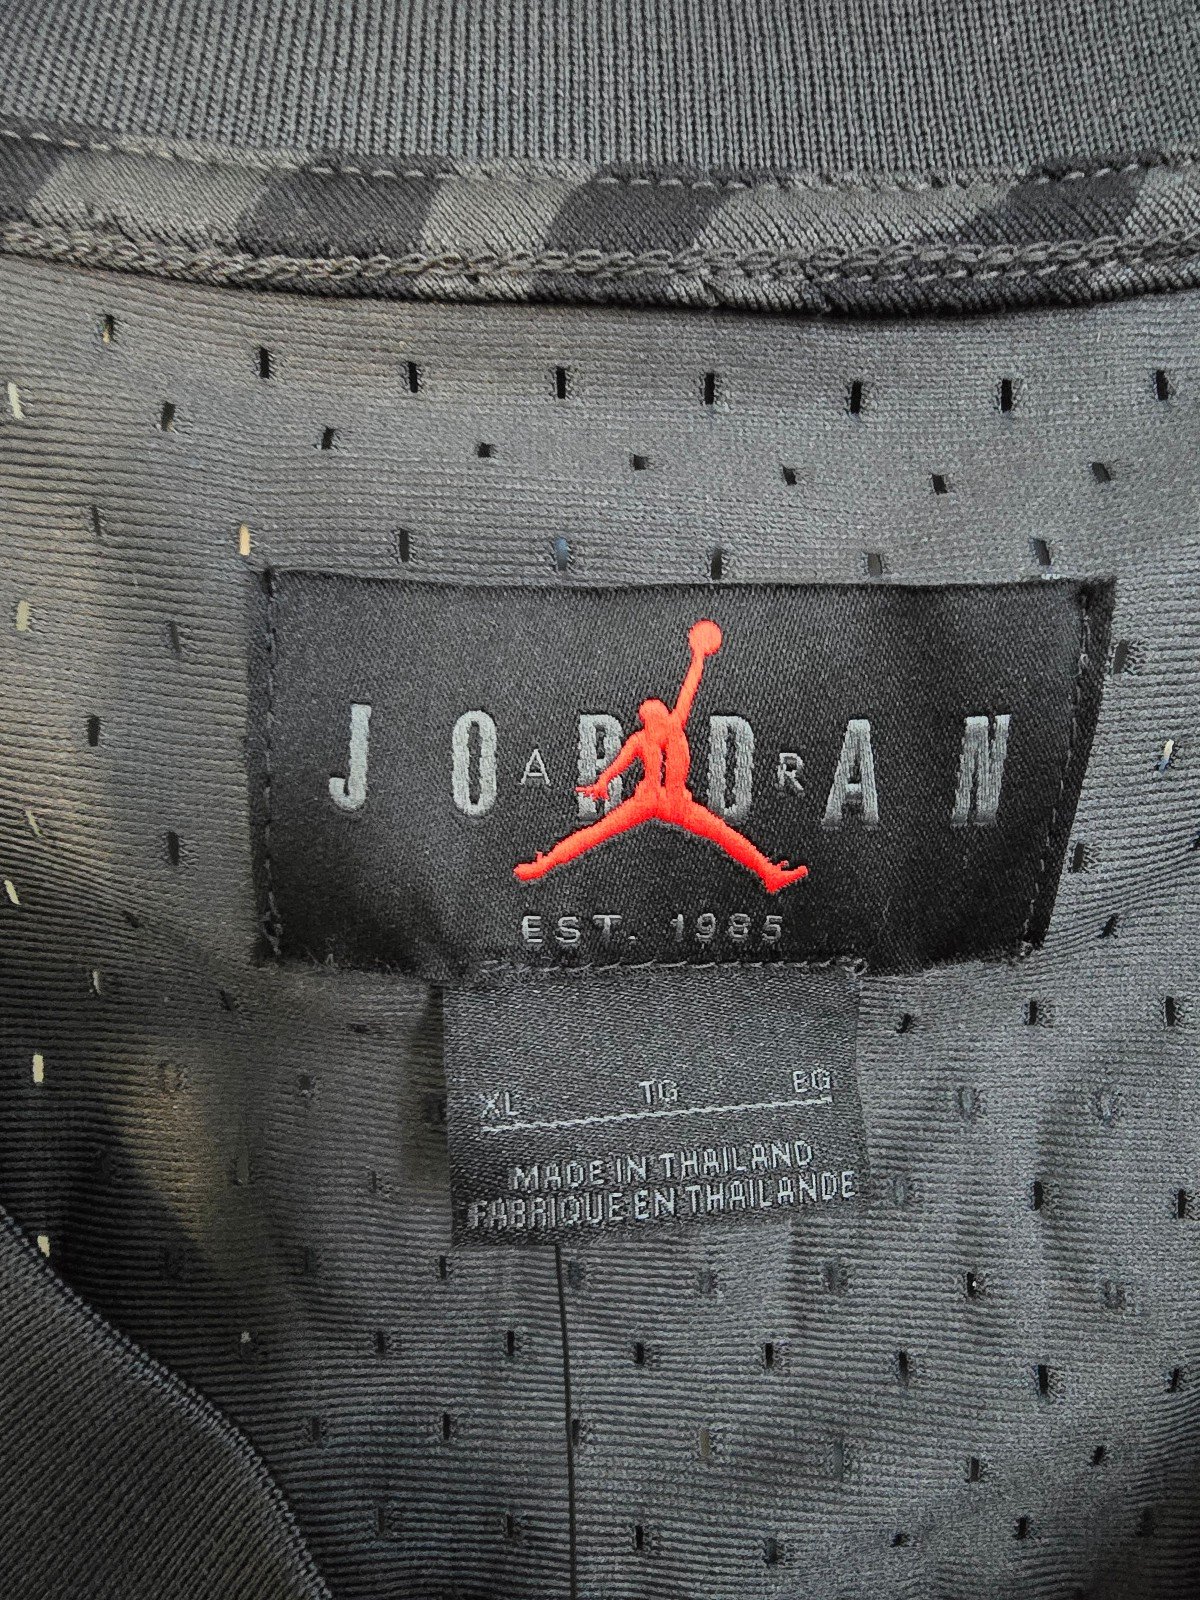 JORDAN
AIR
EST. 1985
XL TG EG
MADE IN THAILAND
FABRIQUE EN THAILANDE